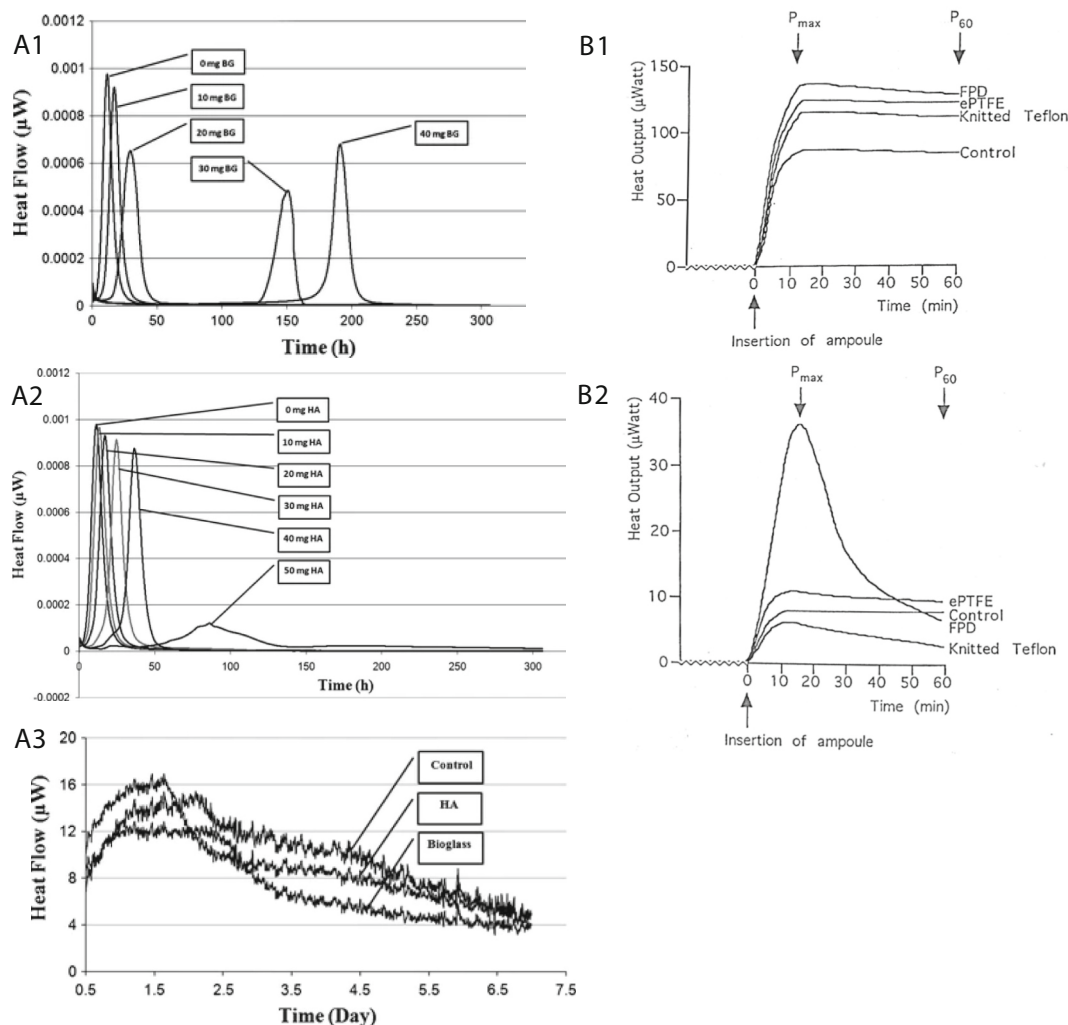 A1
0.0012
0.001
0.0008
0.0006
0.0004
0.0002
0
0 mg BG
10 mg BG
20 mg BG
30 mg BG
40 mg BG
Heat Flow (µW)
0 50 100 150 200 250 300
Time (h)
A2
0.0012
0.001
0.0008
0.0006
0.0004
0.0002
0
-0.0002
0 mg HA
10 mg HA
20 mg HA
30 mg HA
40 mg HA
50 mg HA
Heat Flow (µW)
0 50 100 150 200 250 300
Time (h)
A3
20
16
12
8
4
0
Control
HA
Bioglass
Heat Flow (µW)
0.5 1.5 2.5 3.5 4.5 5.5 6.5 7.5
Time (Day)
B1
Pmax P60
150
100
50
0
FPD
ePTFE
Knitted Teflon
Control
Heat Output (µWatt)
0 10 20 30 40 50 60
Time (min)
Insertion of ampoule
B2
Pmax P60
40
30
20
10
0
ePTFE
Control
FPD
Knitted Teflon
Heat Output (µWatt)
0 10 20 30 40 50 60
Time (min)
Insertion of ampoule